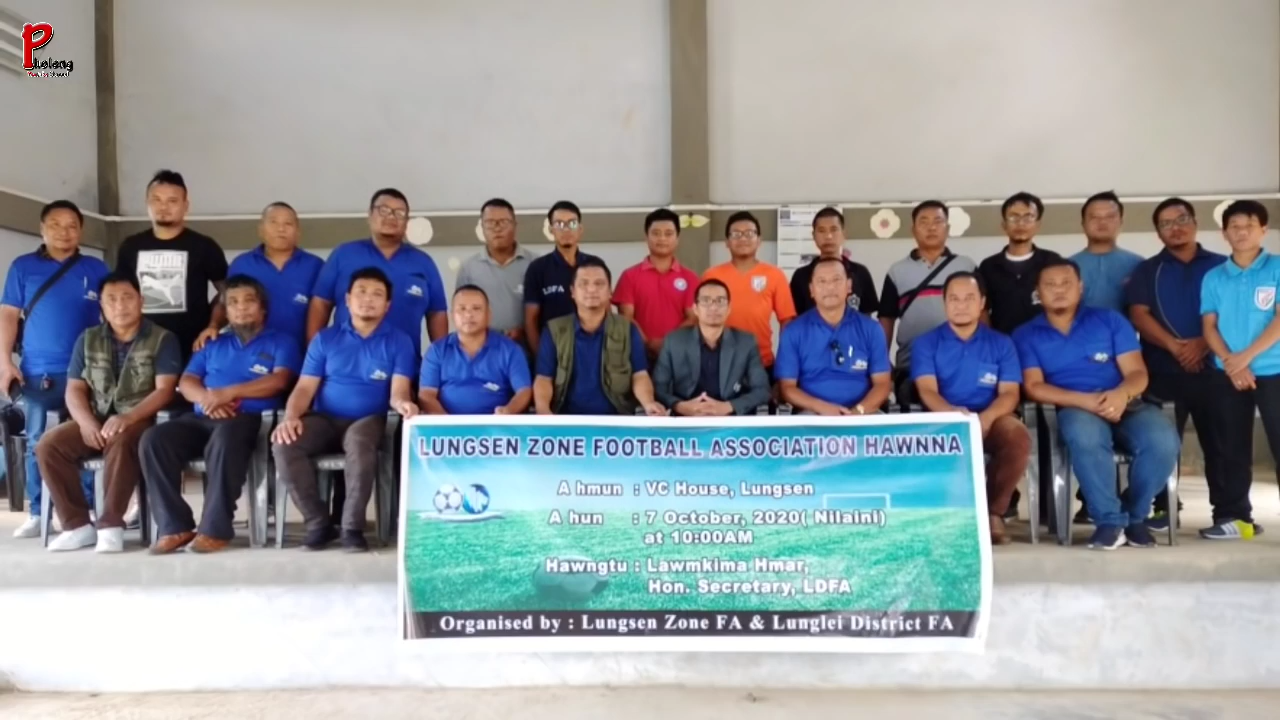 P
LDFA
LUNGSEN ZONE FOOTBALL ASSOCIATION HAWNNA
A hmun : VC House, Lungsen
A hun : 7 October, 2020( Nilaini)
at 10:00AM
Hawngtu : Lawmkima Hmar,
Hon. Secretary, LDFA
Organised by : Lungsen Zone FA & Lunglei District FA